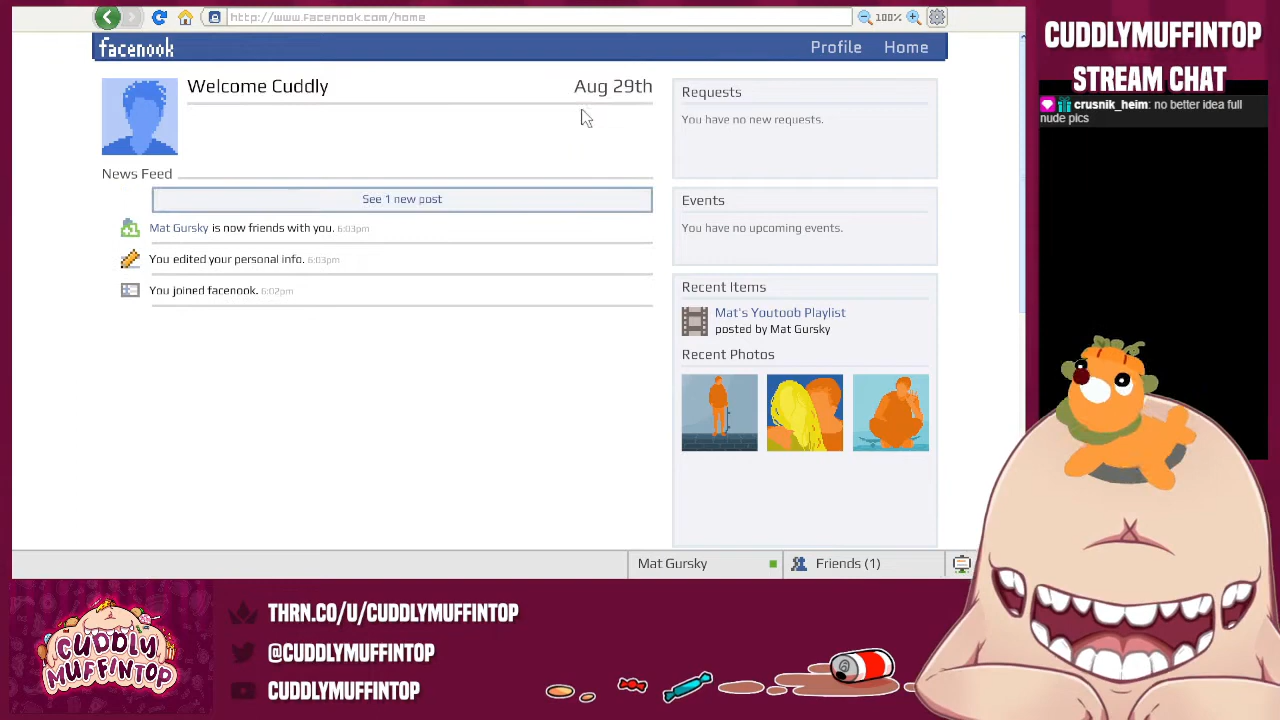 http://www.Facenook.com/home
100%
facenook
Profile
Home
Welcome Cuddly
Aug 29th
News Feed
See 1 new post
Mat Gursky is now friends with you. 6:03pm
You edited your personal info. 6:03pm
You joined facenook. 6:02pm
Requests
You have no new requests.
Events
You have no upcoming events.
Recent Items
Mat's Youtoob Playlist
posted by Mat Gursky
Recent Photos
Mat Gursky
Friends (1)
CUDDLYMUFFINTOP
STREAM CHAT
crusnik_heim: no better idea full
nude pics
CUDDLY
MUFFINTOP
THRN.CO/U/CUDDLYMUFFINTOP
@CUDDLYMUFFINTOP
CUDDLYMUFFINTOP